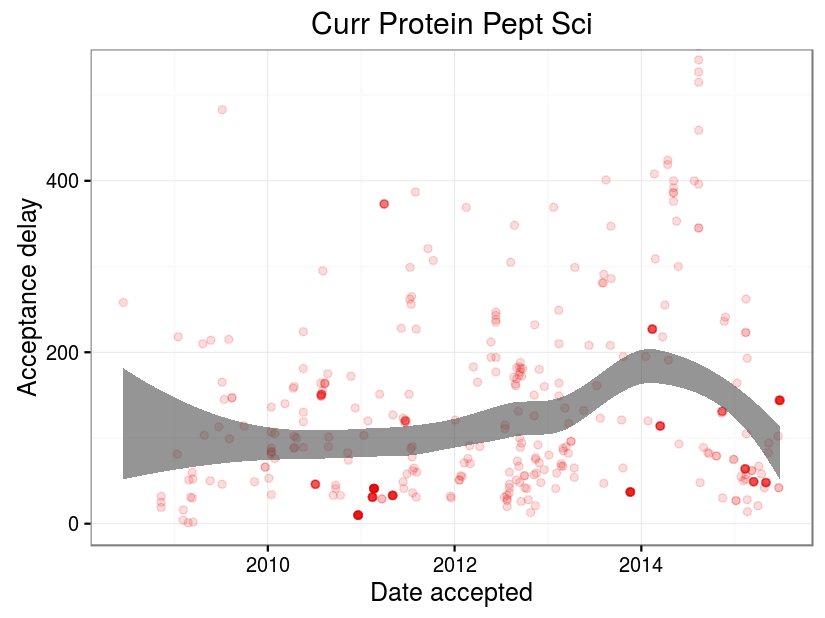 Curr Protein Pept Sci
Acceptance delay
400
200
0
2010 2012 2014
Date accepted